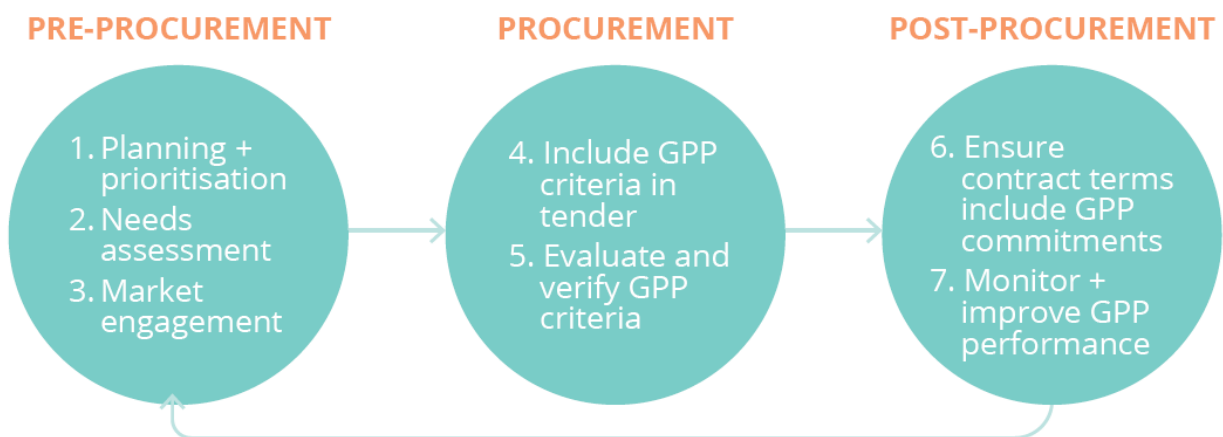 PRE-PROCUREMENT
1. Planning +
prioritisation
2. Needs
assessment
3. Market
engagement
PROCUREMENT
4. Include GPP
criteria in
tender
5. Evaluate and
verify GPP
criteria
POST-PROCUREMENT
6. Ensure
contract terms
include GPP
commitments
7. Monitor +
improve GPP
performance